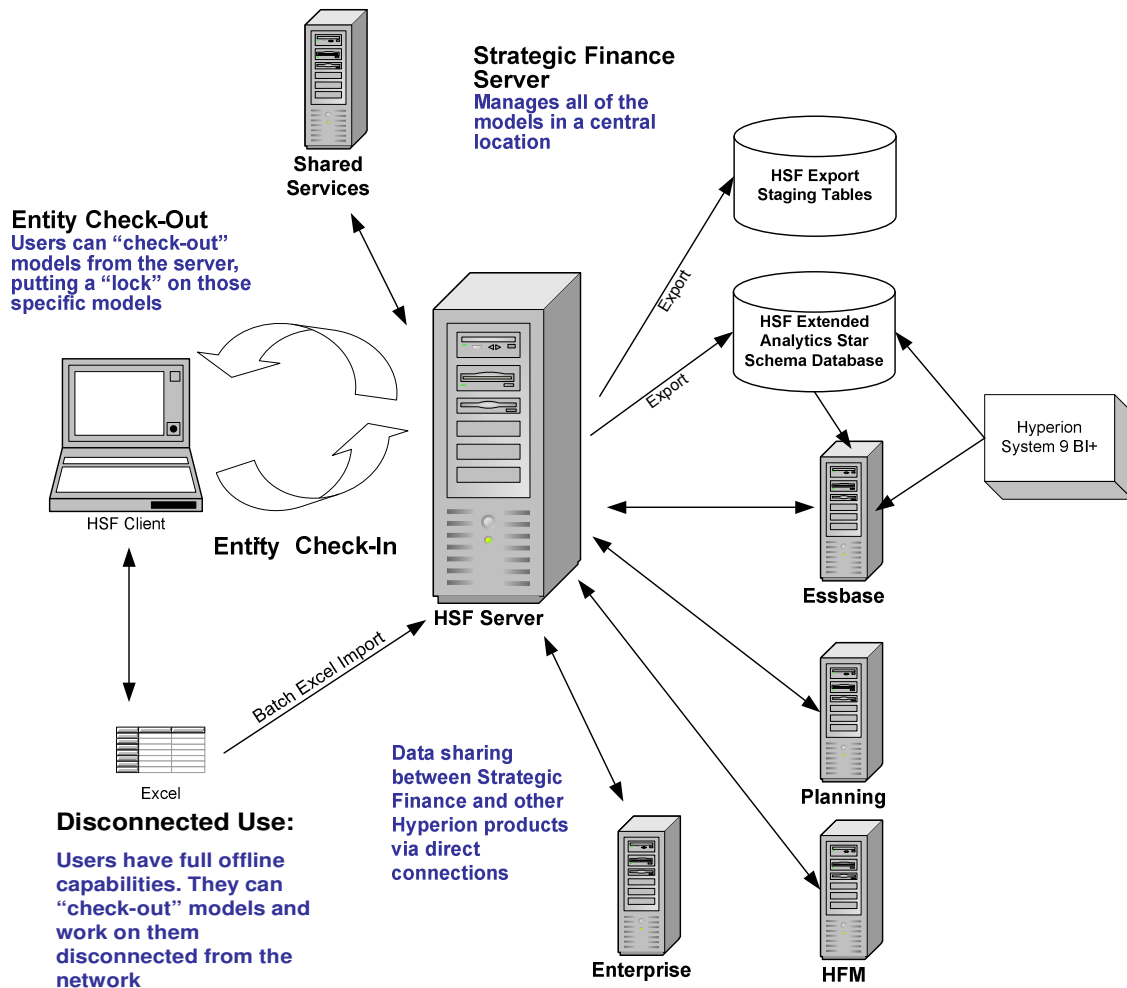 Strategic Finance
Server
Manages all of the
models in a central
location
Shared
Services
HSF Export
Staging Tables
Entity Check-Out
Users can “check-out”
models from the server,
putting a “lock” on those
specific models
Export
HSF Extended
Analytics Star
Schema Database
Export
Hyperion
System 9 BI+
HSF Client
Entity Check-In
HSF Server
Essbase
Batch Excel Import
Excel
Data sharing
between Strategic
Finance and other
Hyperion products
via direct
connections
Planning
Disconnected Use:
Users have full offline
capabilities. They can
“check-out” models and
work on them
disconnected from the
network
Enterprise
HFM